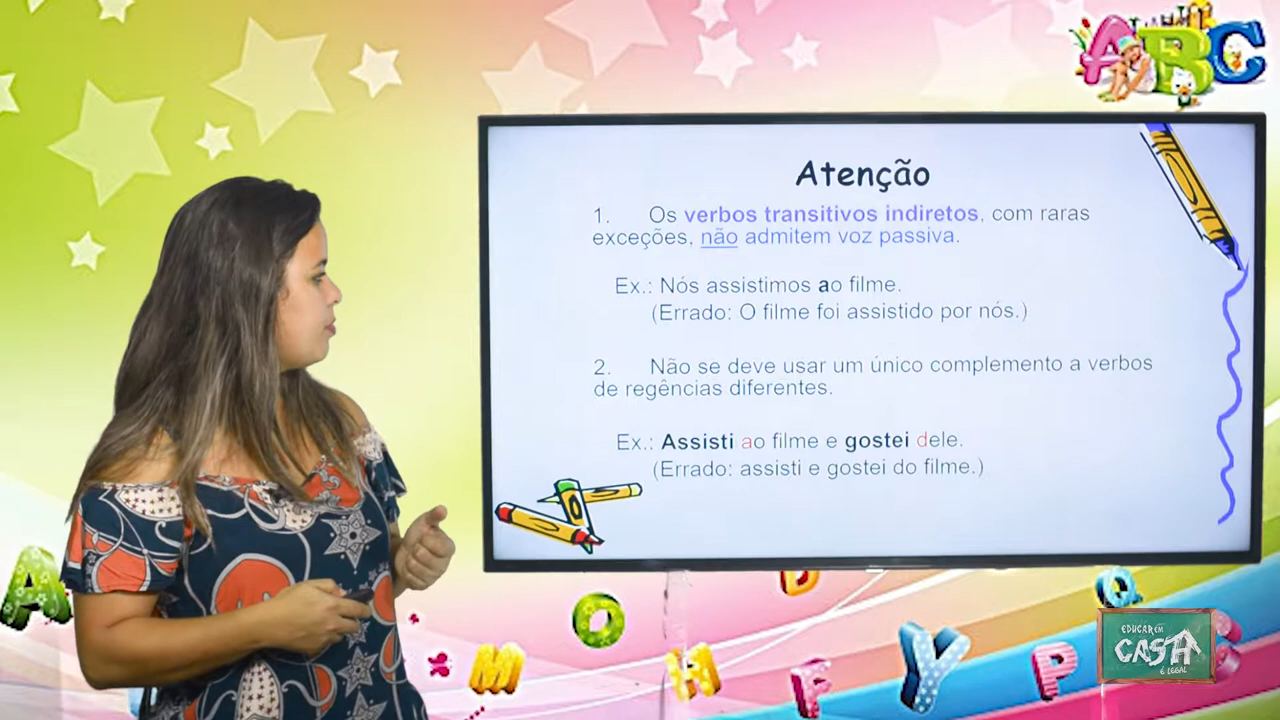 ABC
Atenção
1. Os verbos transitivos indiretos, com raras
exceções, não admitem voz passiva.
Ex.: Nós assistimos ao filme.
(Errado: O filme foi assistido por nós.)
2. Não se deve usar um único complemento a verbos
de regências diferentes.
Ex.: Assisti ao filme e gostei dele.
(Errado: assisti e gostei do filme.)
A
M
O
H
D
F
Y
P
Q
EDUCAR EM
CASA
É LEGAL